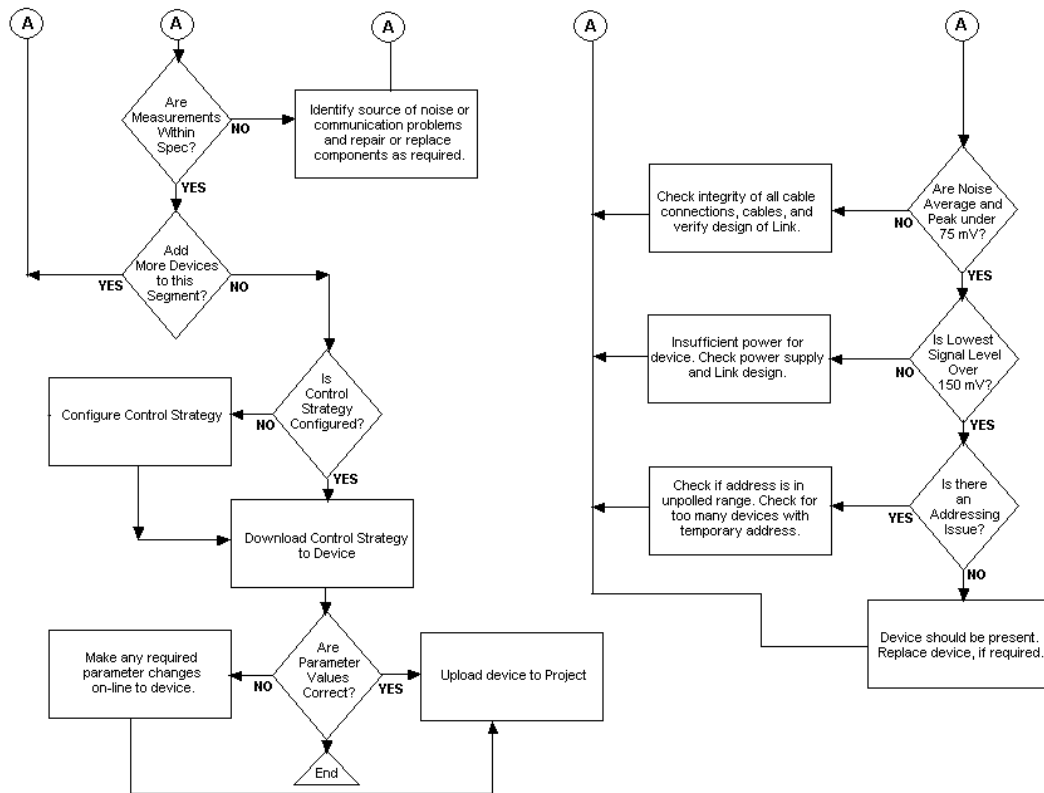 A
A
A
Are
Measurements
Within
Spec?
NO
YES
Identify source of noise or
communication problems
and repair or replace
components as required.
Add
More Devices
to this
Segment?
YES
NO
Is
Control
Strategy
Configured?
NO
YES
Configure Control Strategy
Download Control Strategy
to Device
Are
Parameter
Values
Correct?
NO
YES
Make any required
parameter changes
on-line to device.
Upload device to Project
End
A
A
Are Noise
Average and
Peak under
75 mV?
NO
YES
Check integrity of all cable
connections, cables, and
verify design of Link.
Is Lowest
Signal Level
Over
150 mV?
NO
YES
Insufficient power for
device. Check power supply
and Link design.
Is there
an
Addressing
Issue?
YES
NO
Check if address is in
unpolled range. Check for
too many devices with
temporary address.
Device should be present.
Replace device, if required.